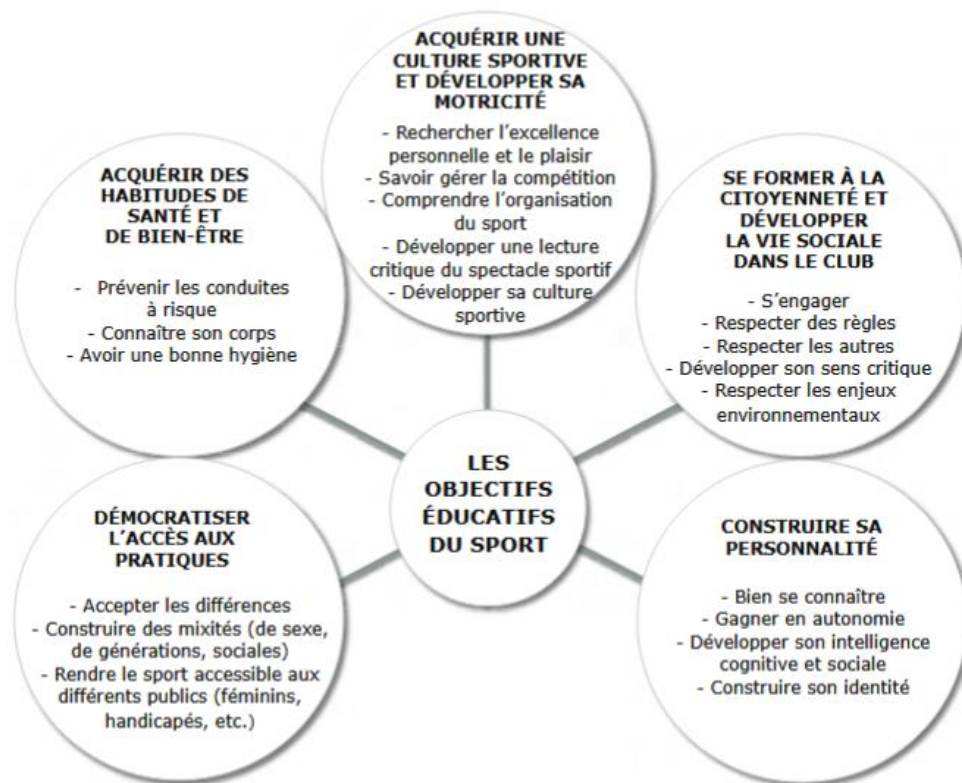 ACQUÉRIR UNE
CULTURE SPORTIVE
ET DÉVELOPPER SA
MOTRICITÉ
- Rechercher l'excellence
personnelle et le plaisir
- Savoir gérer la compétition
- Comprendre l'organisation
du sport
- Développer une lecture
critique du spectacle sportif
- Développer sa culture
sportive
ACQUÉRIR DES
HABITUDES DE
SANTÉ ET
DE BIEN-ÊTRE
- Prévenir les conduites
à risque
- Connaître son corps
- Avoir une bonne hygiène
SE FORMER À LA
CITOYENNETÉ ET
DÉVELOPPER
LA VIE SOCIALE
DANS LE CLUB
- S'engager
- Respecter des règles
- Respecter les autres
- Développer son sens critique
- Respecter les enjeux
environnementaux
LES
OBJECTIFS
ÉDUCATIFS
DU SPORT
DÉMOCRATISER
L'ACCÈS AUX
PRATIQUES
- Accepter les différences
- Construire des mixités (de sexe,
de générations, sociales)
- Rendre le sport accessible aux
différents publics (féminins,
handicapés, etc.)
CONSTRUIRE SA
PERSONNALITÉ
- Bien se connaître
- Gagner en autonomie
- Développer son intelligence
cognitive et sociale
- Construire son identité